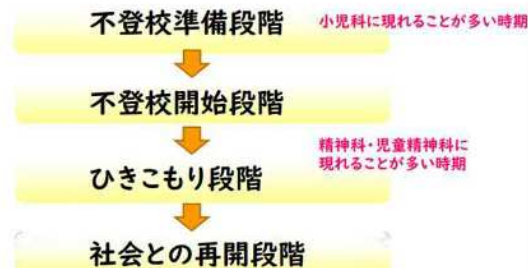 不登校準備段階
小児科に現れることが多い時期
不登校開始段階
精神科・児童精神科に
現れることが多い時期
ひきこもり段階
社会との再開段階